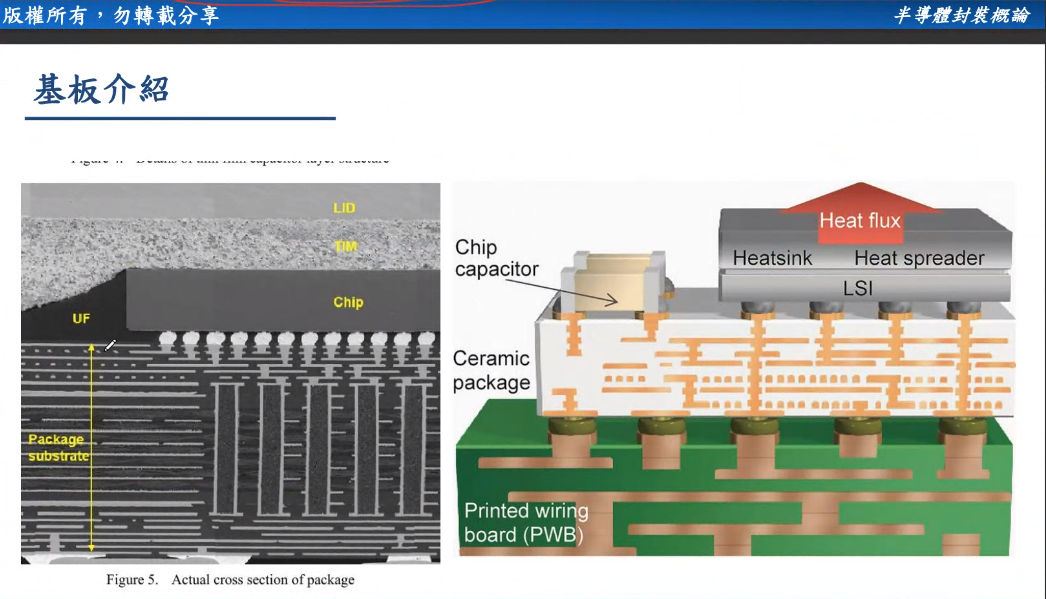 版權所有，勿轉載分享
半導體封裝概論
基板介紹
Figure 4. Details of thin film capacitor layer structure
LID
TIM
Chip
UF
Package
substrate
Figure 5. Actual cross section of package
Heat flux
Chip
capacitor
Heatsink Heat spreader
LSI
Ceramic
package
Printed wiring
board (PWB)